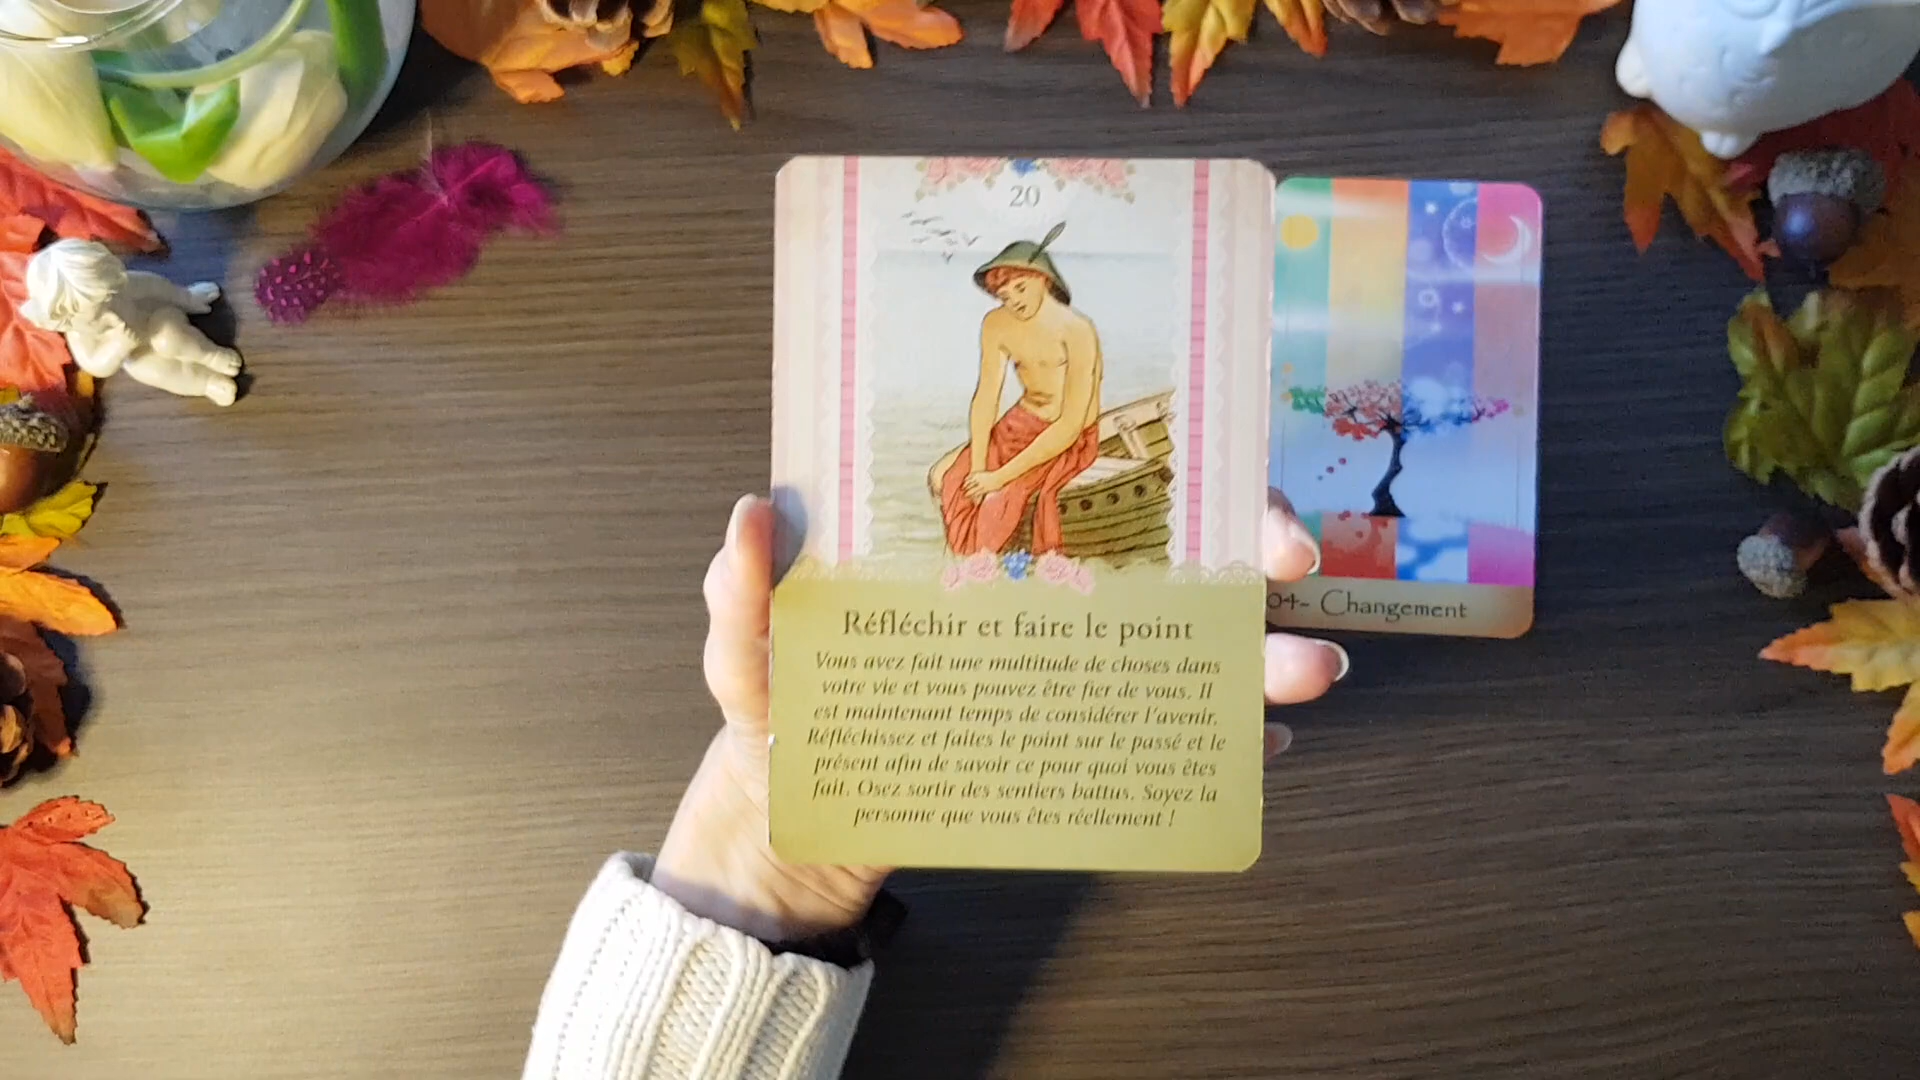 20
Réfléchir et faire le point
Vous avez fait une multitude de choses dans
votre vie et vous pouvez être fier de vous. Il
est maintenant temps de considérer l'avenir.
Réfléchissez et faites le point sur le passé et le
présent afin de savoir ce pour quoi vous êtes
fait. Osez sortir des sentiers battus. Soyez la
personne que vous êtes réellement !
04- Changement